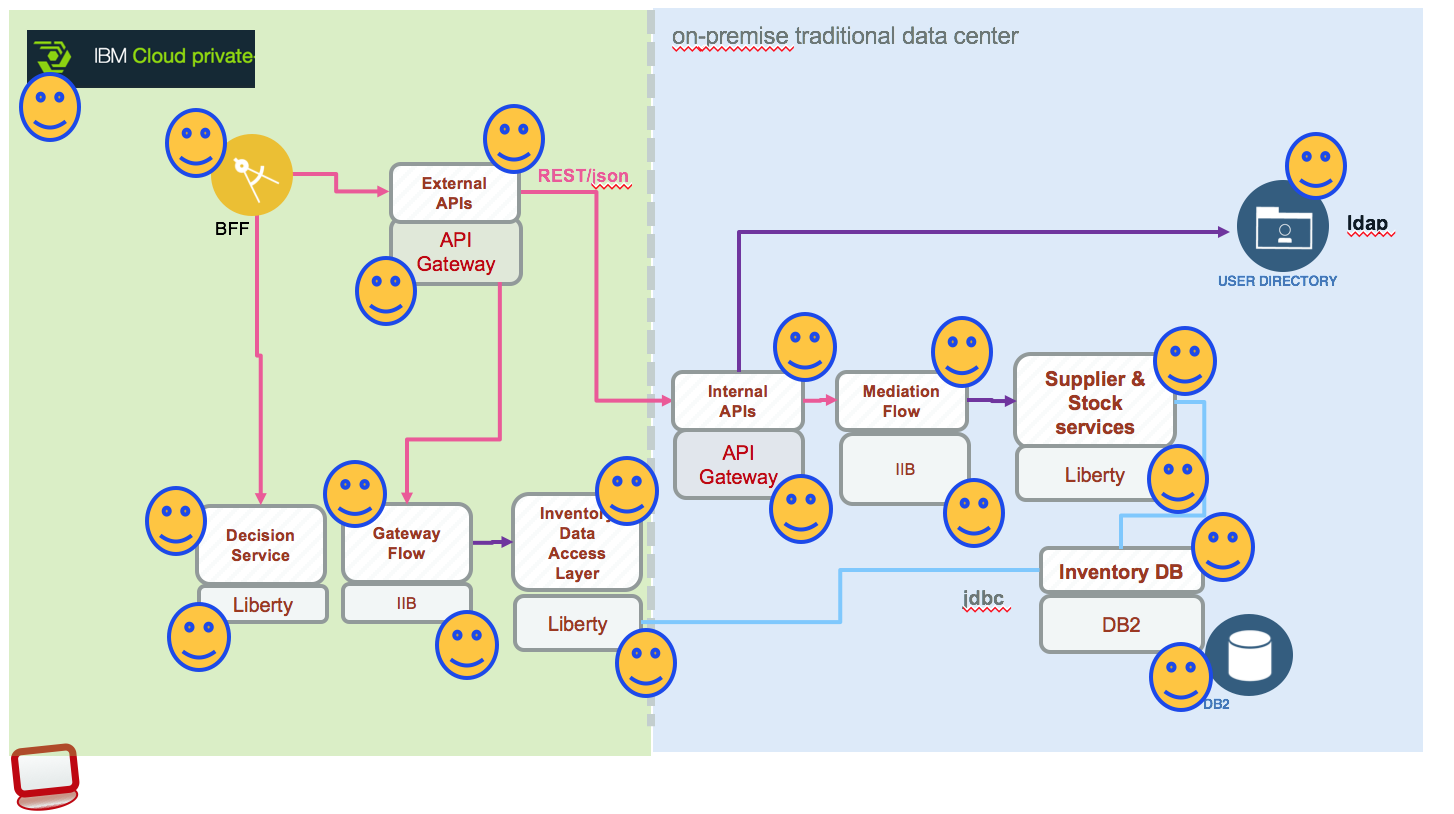 IBM Cloud private
on-premise traditional data center
BFF
External
APIs
API
Gateway
REST/json
ldap
USER DIRECTORY
Internal
APIs
API
Gateway
Mediation
Flow
IIB
Supplier &
Stock
services
Liberty
Decision
Service
Liberty
Gateway
Flow
IIB
Inventory
Data
Access
Layer
Liberty
jdbc
Inventory DB
DB2
DB2